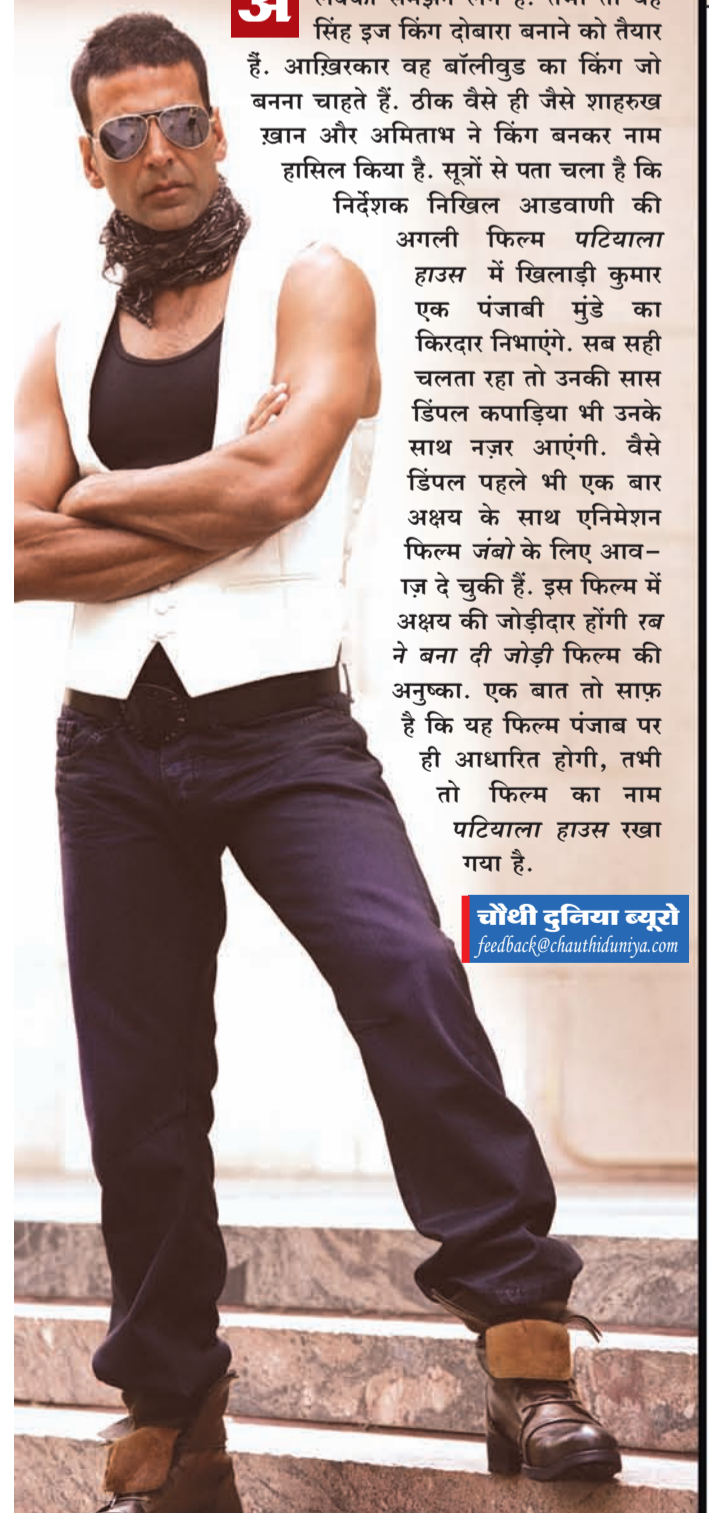 अ
सिंह इज किंग दोबारा बनाने को तैयार
हैं. आख़िरकार वह बॉलीवुड का किंग जो
बनना चाहते हैं. ठीक वैसे ही जैसे शाहरुख
ख़ान और अमिताभ ने किंग बनकर नाम
हासिल किया है. सूत्रों से पता चला है कि
निर्देशक निखिल आडवाणी की
अगली फिल्म पटियाला
हाउस में खिलाड़ी कुमार
एक पंजाबी मुंडे का
किरदार निभाएंगे. सब सही
चलता रहा तो उनकी सास
डिंपल कपाड़िया भी उनके
साथ नज़र आएंगी. वैसे
डिंपल पहले भी एक बार
अक्षय के साथ एनिमेशन
फिल्म जंबो के लिए आव-
ाज़ दे चुकी हैं. इस फिल्म में
अक्षय की जोड़ीदार होंगी रब
ने बना दी जोड़ी फिल्म की
अनुष्का. एक बात तो साफ़
है कि यह फिल्म पंजाब पर
ही आधारित होगी, तभी
तो फिल्म का नाम
पटियाला हाउस रखा
गया है.
चौथी दुनिया ब्यूरो
feedback@chauthiduniya.com